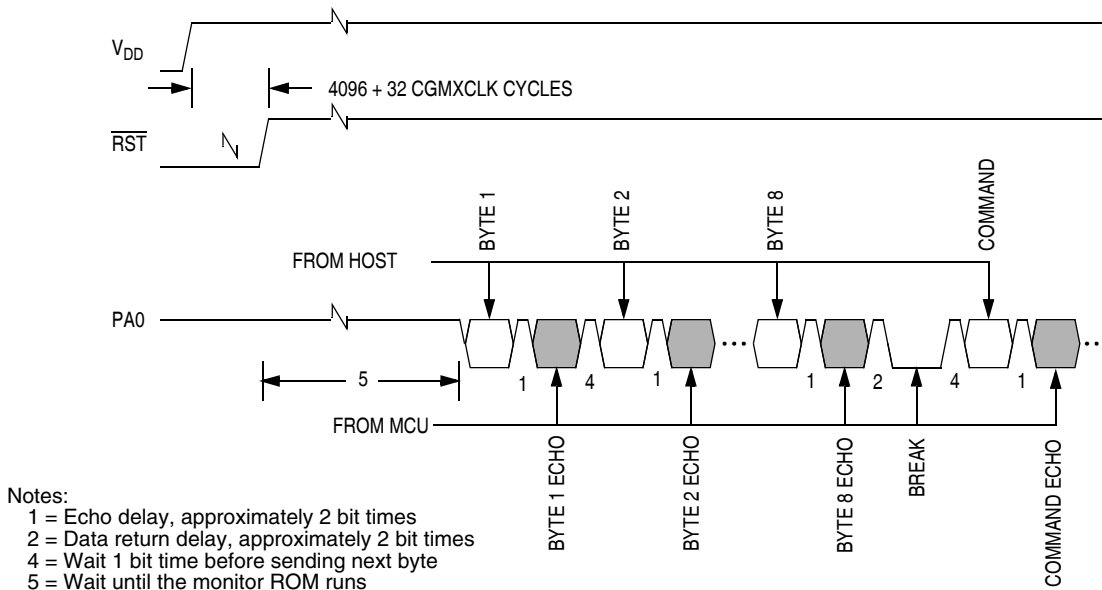 VDD
4096 + 32 CGMXCLK CYCLES
RST
BYTE 1
BYTE 2
BYTE 8
COMMAND
FROM HOST
PA0
5
1
4
1
1
2
4
1
FROM MCU
BYTE 1 ECHO
BYTE 2 ECHO
BYTE 8 ECHO
BREAK
COMMAND ECHO
Notes:
1 = Echo delay, approximately 2 bit times
2 = Data return delay, approximately 2 bit times
4 = Wait 1 bit time before sending next byte
5 = Wait until the monitor ROM runs